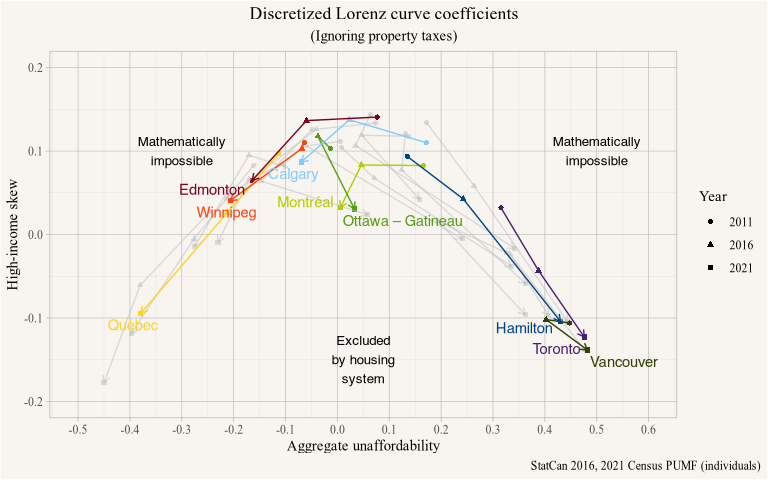 Discretized Lorenz curve coefficients
(Ignoring property taxes)
0.2
0.1
0.0
-0.1
-0.2
High-income skew
Mathematically
impossible
Mathematically
impossible
Calgary
Edmonton
Montréal
Winnipeg
Ottawa – Gatineau
Québec
Hamilton
Excluded
by housing
system
Toronto
Vancouver
Year
2011
2016
2021
-0.5 -0.4 -0.3 -0.2 -0.1 0.0 0.1 0.2 0.3 0.4 0.5 0.6
Aggregate unaffordability
StatCan 2016, 2021 Census PUMF (individuals)